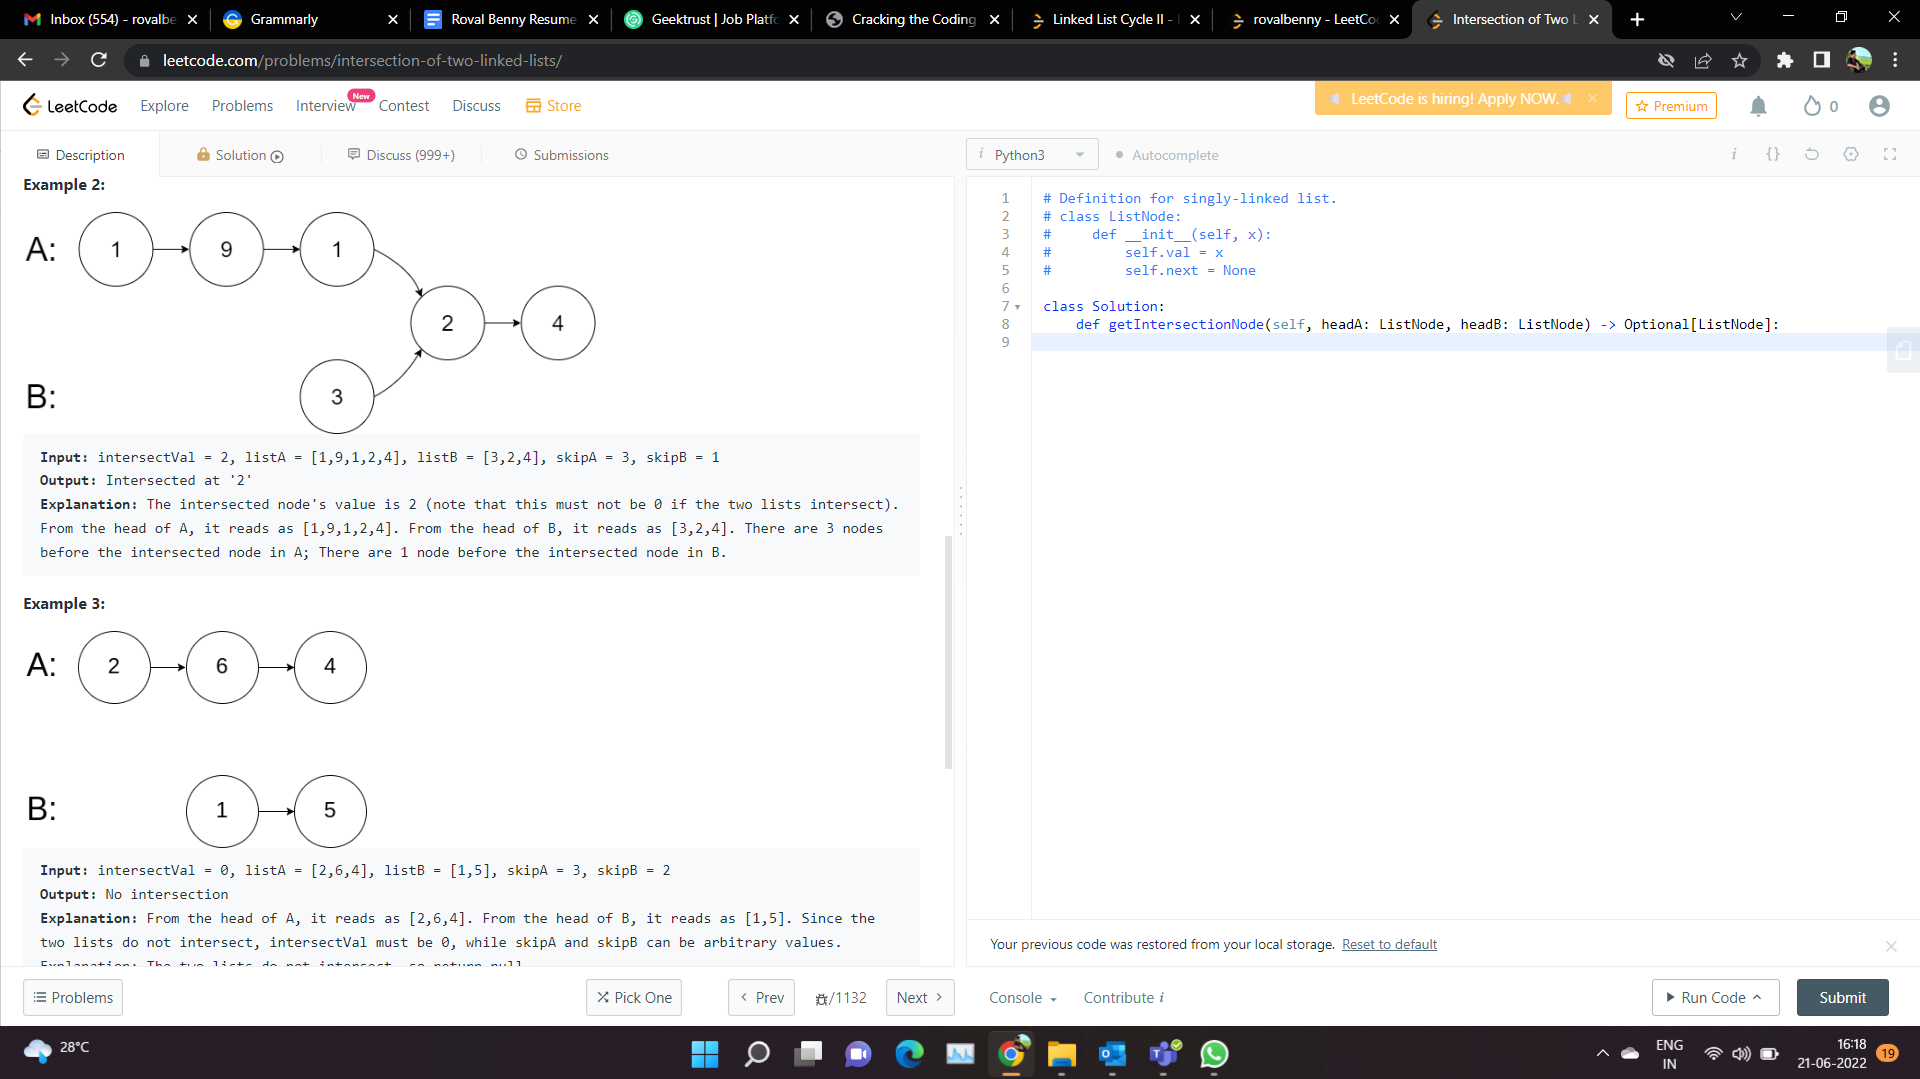 Inbox (554) - rovalbe
Grammarly
Roval Benny Resume
Geektrust | Job Platfo
Cracking the Coding
Linked List Cycle II -
rovalbenny - LeetCo
Intersection of Two L
leetcode.com/problems/intersection-of-two-linked-lists/
LeetCode
Explore
Problems
Interview
New
Contest
Discuss
Store
LeetCode is hiring! Apply NOW.
Premium
0
Description
Solution
Discuss (999+)
Submissions
i Python3
Autocomplete
i {}
Example 2:
A: 1 9 1
2 4
B: 3
Input: intersectVal = 2, listA = [1,9,1,2,4], listB = [3,2,4], skipA = 3, skipB = 1
Output: Intersected at '2'
Explanation: The intersected node's value is 2 (note that this must not be 0 if the two lists intersect).
From the head of A, it reads as [1,9,1,2,4]. From the head of B, it reads as [3,2,4]. There are 3 nodes
before the intersected node in A; There are 1 node before the intersected node in B.
Example 3:
A: 2 6 4
B: 1 5
Input: intersectVal = 0, listA = [2,6,4], listB = [1,5], skipA = 3, skipB = 2
Output: No intersection
Explanation: From the head of A, it reads as [2,6,4]. From the head of B, it reads as [1,5]. Since the
two lists do not intersect, intersectVal must be 0, while skipA and skipB can be arbitrary values.
Explanation: The two lists do not intersect, so return null.
1 # Definition for singly-linked list.
2 # class ListNode:
3 #     def __init__(self, x):
4 #         self.val = x
5 #         self.next = None
6
7 class Solution:
8     def getIntersectionNode(self, headA: ListNode, headB: ListNode) -> Optional[ListNode]:
9
Your previous code was restored from your local storage. Reset to default
Problems
Pick One
Prev
/1132
Next
Console
Contribute i
Run Code
Submit
28°C
ENG
IN
16:18
21-06-2022
19